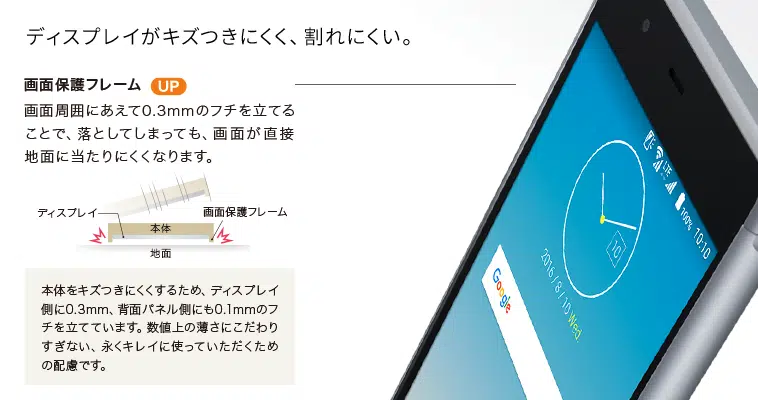 ディスプレイがキズつきにくく、割れにくい。
画面保護フレーム UP
画面周囲にあえて0.3mmのフチを立てる
ことで、落としてしまっても、画面が直接
地面に当たりにくくなります。
ディスプレイ
本体
画面保護フレーム
地面
本体をキズつきにくくするため、ディスプレイ
側に0.3mm、背面パネル側にも0.1mmのフ
チを立てています。数値上の薄さにこだわり
すぎない、永くキレイに使っていただくため
の配慮です。
LTE
100% 10:10
10
2016 / 8 / 10 Wed
Google